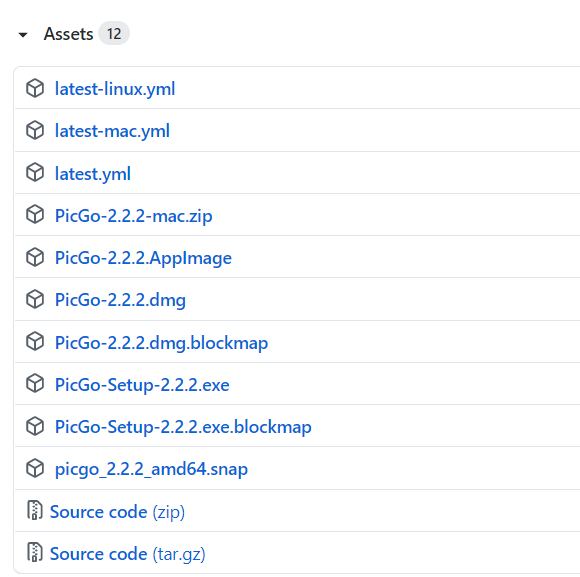 Assets 12
latest-linux.yml
latest-mac.yml
latest.yml
PicGo-2.2.2-mac.zip
PicGo-2.2.2.AppImage
PicGo-2.2.2.dmg
PicGo-2.2.2.dmg.blockmap
PicGo-Setup-2.2.2.exe
PicGo-Setup-2.2.2.exe.blockmap
picgo_2.2.2_amd64.snap
Source code (zip)
Source code (tar.gz)